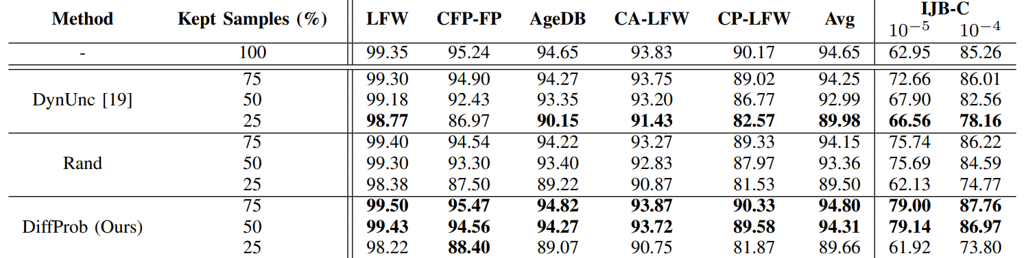 Method Kept Samples (%) LFW CFP-FP AgeDB CA-LFW CP-LFW Avg IJB-C
10^-5 10^-4
- 100 99.35 95.24 94.65 93.83 90.17 94.65 62.95 85.26
75 99.30 94.90 94.27 93.75 89.02 94.25 72.66 86.01
DynUnc [19] 50 99.18 92.43 93.35 93.20 86.77 92.99 67.90 82.56
25 98.77 86.97 90.15 91.43 82.57 89.98 66.56 78.16
75 99.40 94.54 94.22 93.27 89.33 94.15 75.74 86.22
Rand 50 99.30 93.30 93.40 92.83 87.97 93.36 75.69 84.59
25 98.38 87.50 89.22 90.87 81.53 89.50 62.13 74.77
75 99.50 95.47 94.82 93.87 90.33 94.80 79.00 87.76
DiffProb (Ours) 50 99.43 94.56 94.27 93.72 89.58 94.31 79.14 86.97
25 98.22 88.40 89.07 90.75 81.87 89.66 61.92 73.80